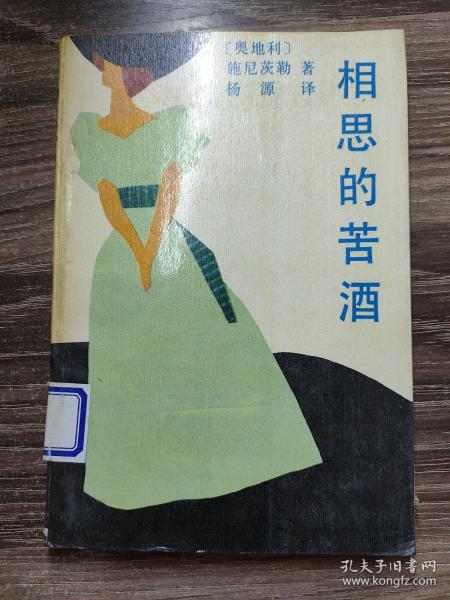 〔奥地利〕
施尼茨勒 著
杨源 译
相思的苦酒
孔夫子旧书网
www.kongfz.com